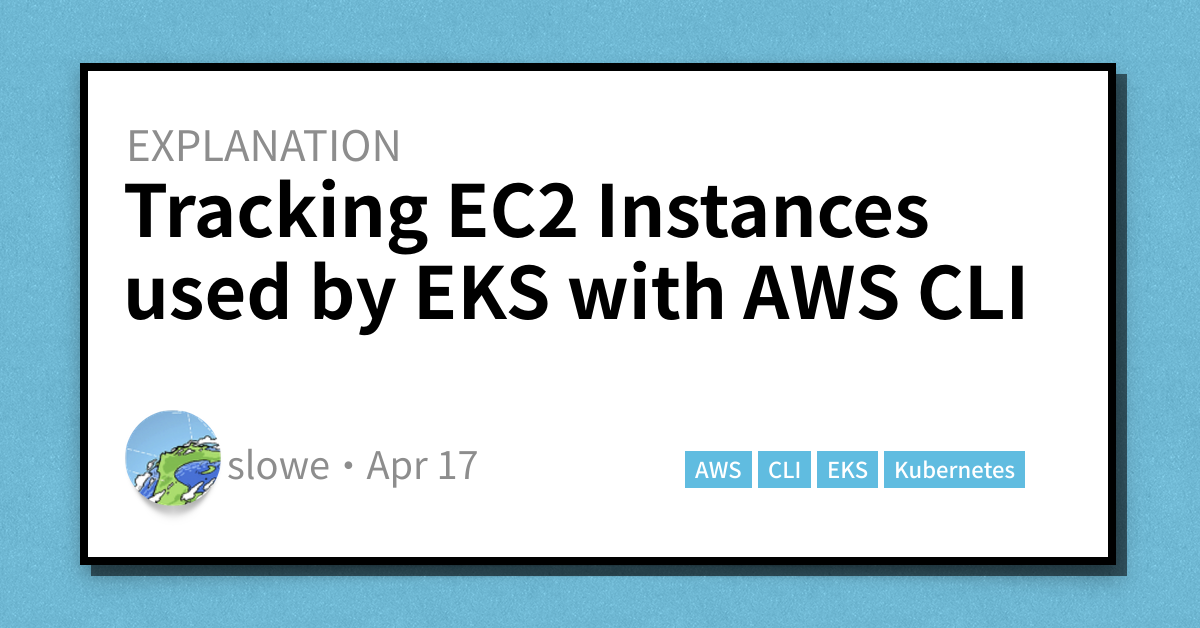 EXPLANATION
Tracking EC2 Instances
used by EKS with AWS CLI
slowe • Apr 17
AWS CLI EKS Kubernetes